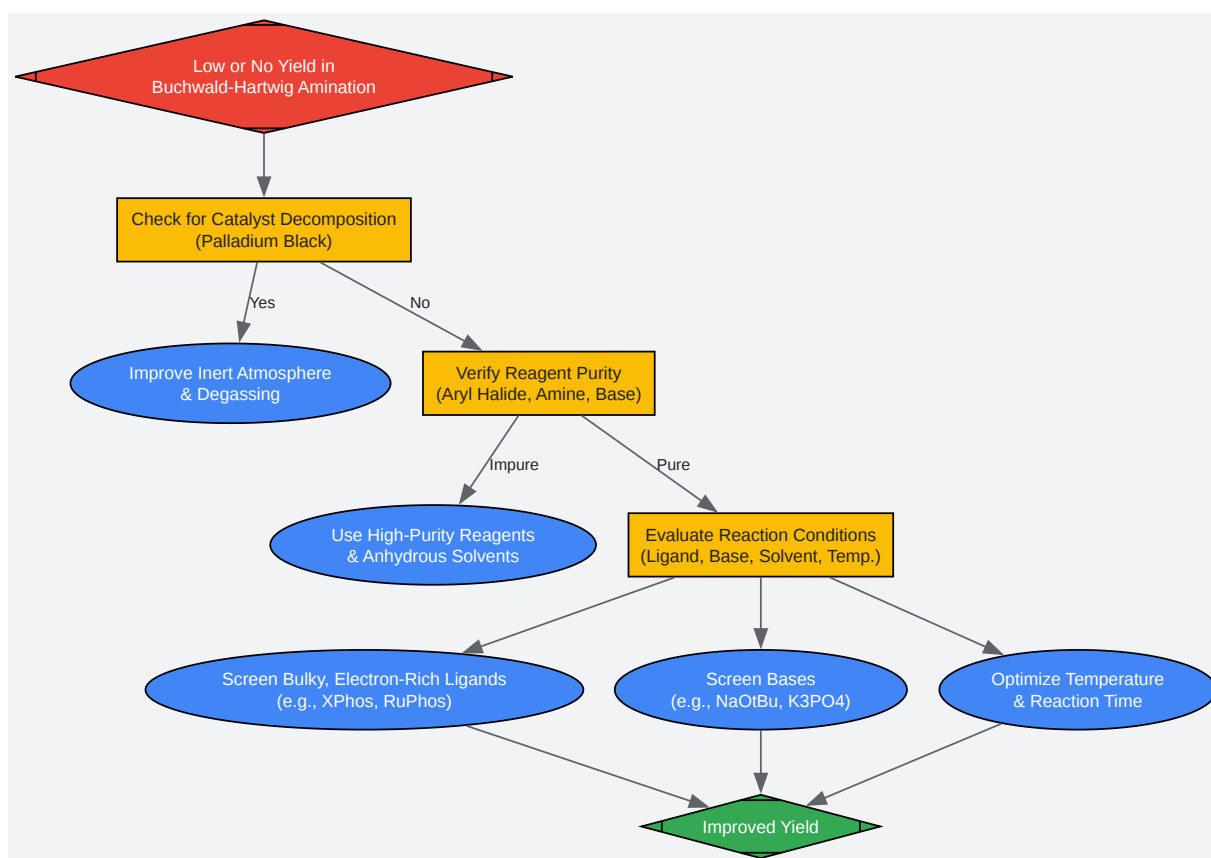 Low or No Yield in
Buchwald-Hartwig Amination
Check for Catalyst Decomposition
(Palladium Black)
Yes
No
Improve Inert Atmosphere
& Degassing
Verify Reagent Purity
(Aryl Halide, Amine, Base)
Impure
Pure
Use High-Purity Reagents
& Anhydrous Solvents
Evaluate Reaction Conditions
(Ligand, Base, Solvent, Temp.)
Screen Bulky, Electron-Rich Ligands
(e.g., XPhos, RuPhos)
Screen Bases
(e.g., NaOtBu, K3PO4)
Optimize Temperature
& Reaction Time
Improved Yield